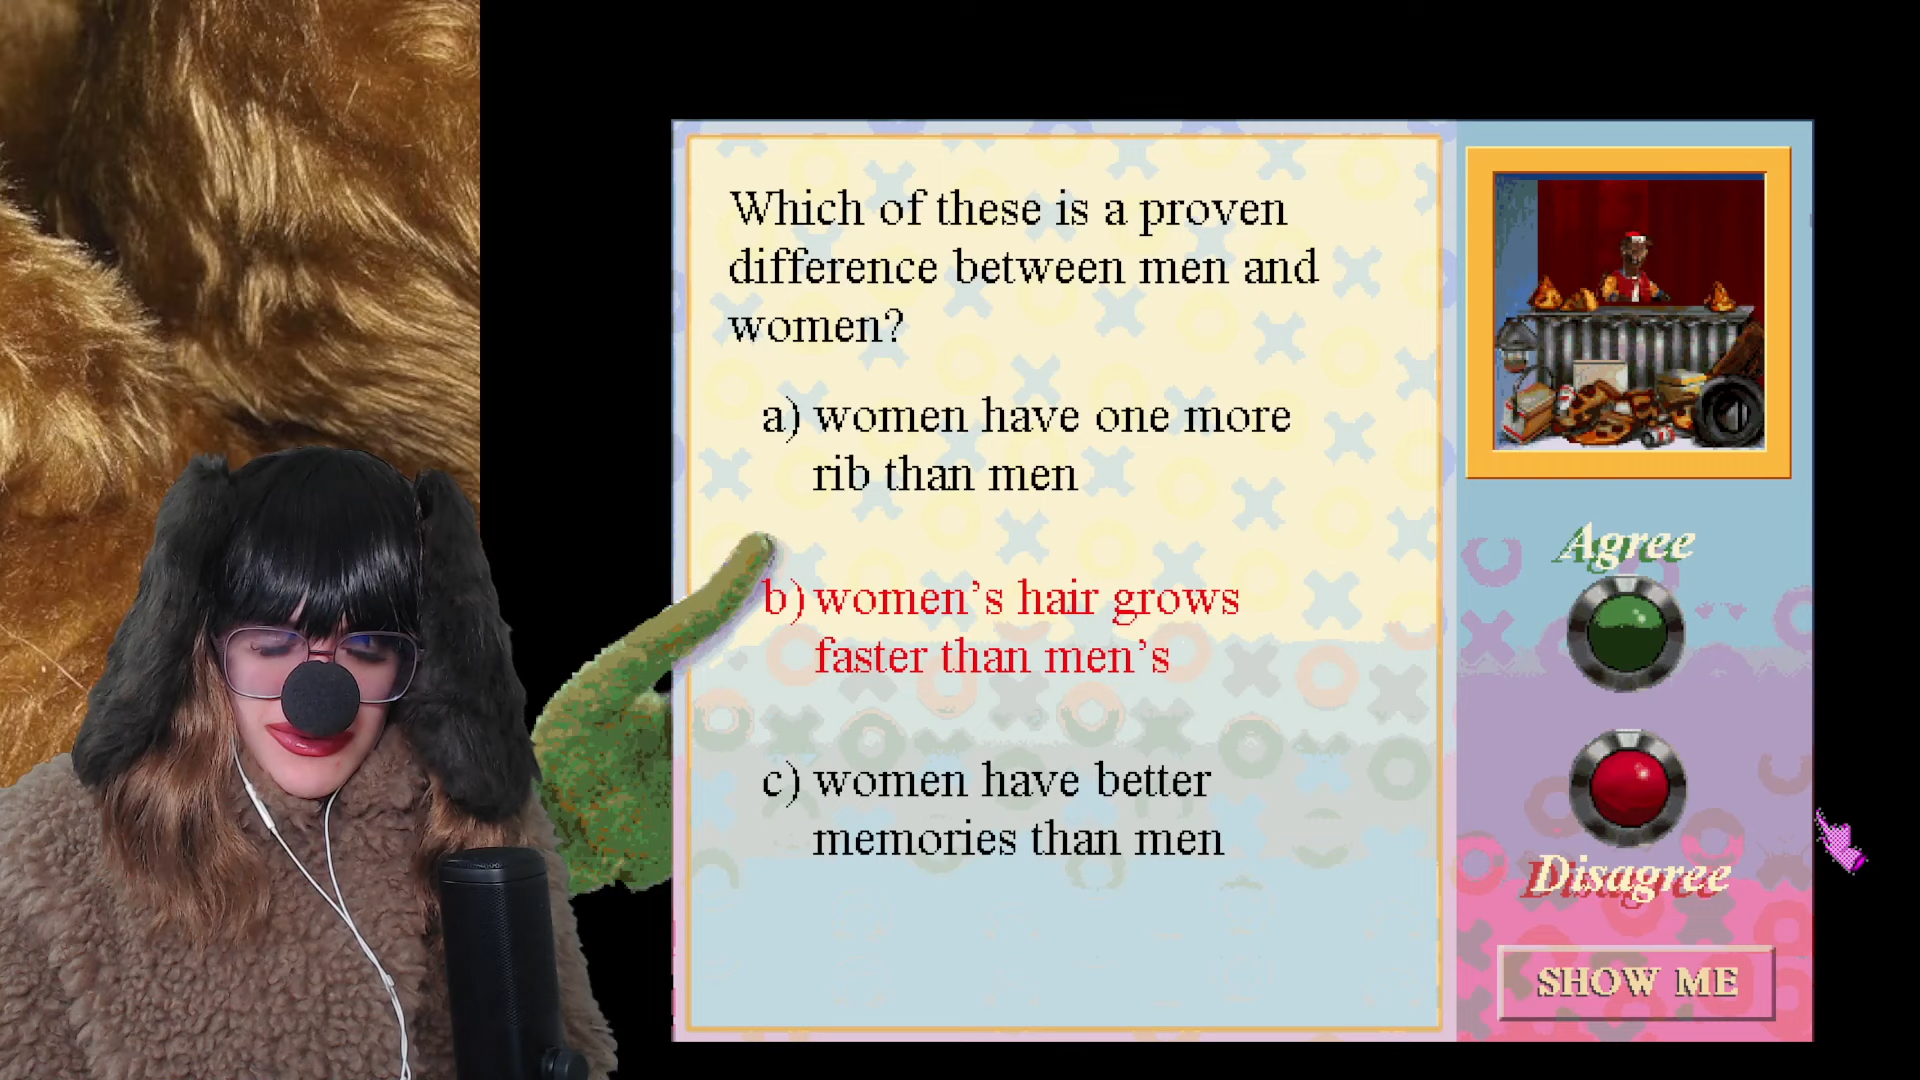 Which of these is a proven
difference between men and
women?
a) women have one more
rib than men
b) women's hair grows
faster than men's
c) women have better
memories than men
Agree
Disagree
SHOW ME